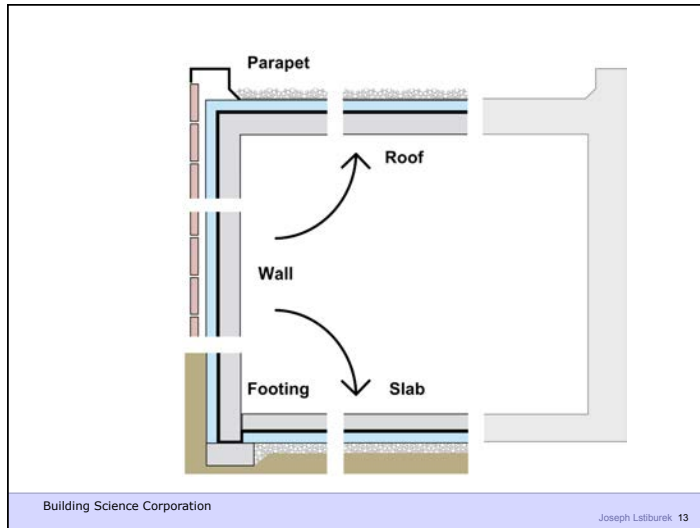 Parapet
Roof
Wall
Footing Slab
Building Science Corporation
Joseph Lstiburek 13